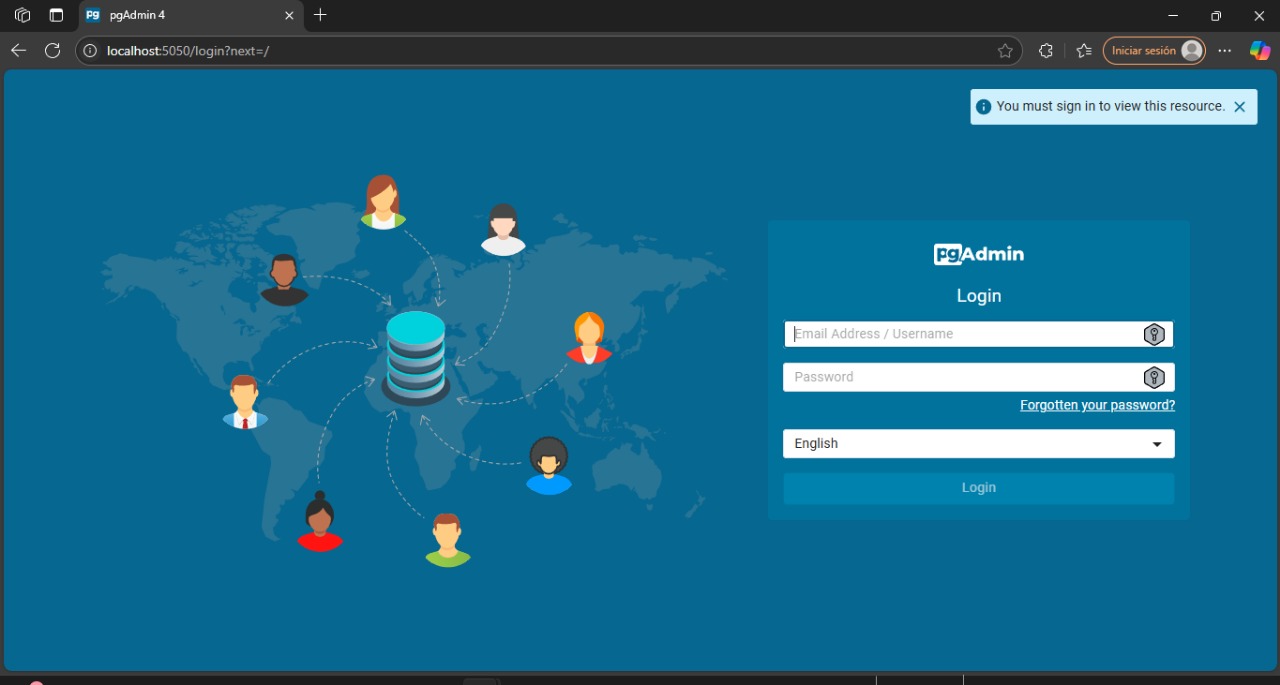 pgAdmin 4
localhost:5050/login?next=/
Iniciar sesión
You must sign in to view this resource.
pgAdmin
Login
Email Address / Username
Password
Forgotten your password?
English
Login